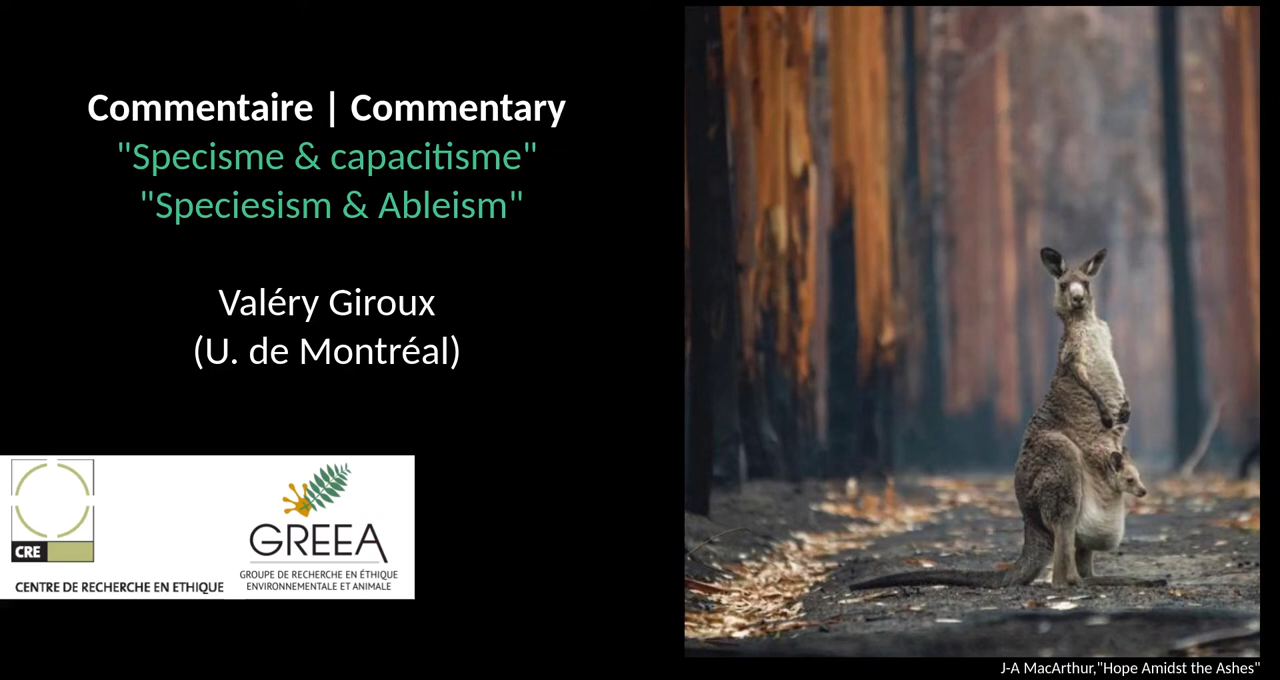 Commentaire | Commentary
"Specisme & capacitisme"
"Speciesism & Ableism"
Valéry Giroux
(U. de Montréal)
CRE
CENTRE DE RECHERCHE EN ETHIQUE
GREEA
GROUPE DE RECHERCHE EN ÉTHIQUE
ENVIRONNEMENTALE ET ANIMALE
J-A MacArthur,"Hope Amidst the Ashes"